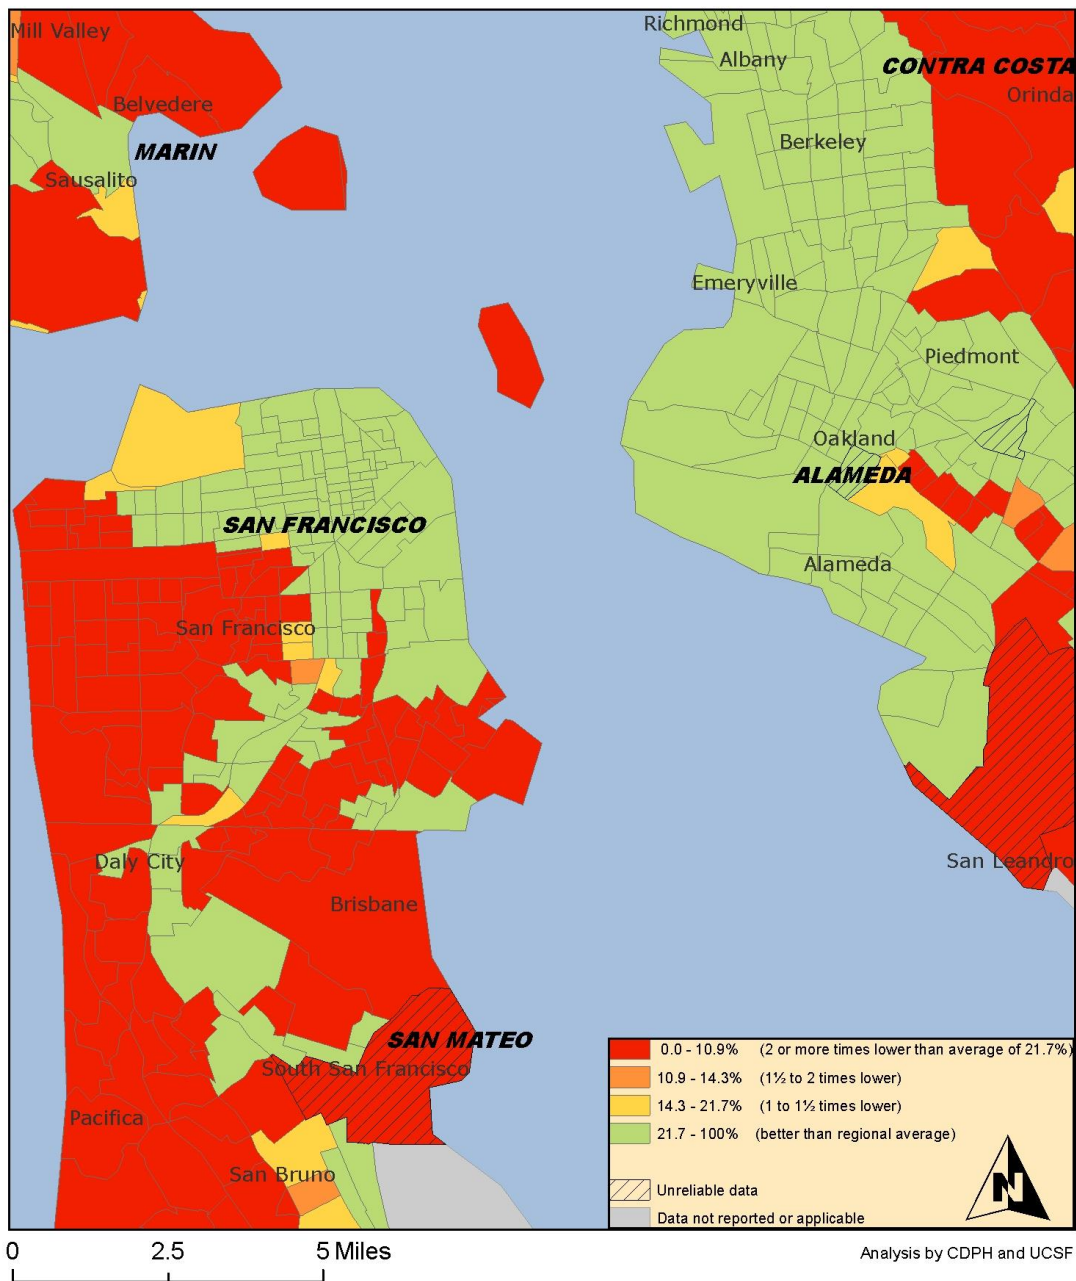 Richmond
Mill Valley
Albany
CONTRA COSTA
Orinda
Belvedere
Berkeley
MARIN
Sausalito
Emeryville
Piedmont
Oakland
ALAMEDA
SAN FRANCISCO
Alameda
San Francisco
Daly City
San Leandro
Brisbane
SAN MATEO
South San Francisco
Pacifica
San Bruno
0.0 - 10.9% (2 or more times lower than average of 21.7%)
10.9 - 14.3% (1½ to 2 times lower)
14.3 - 21.7% (1 to 1½ times lower)
21.7 - 100% (better than regional average)
Unreliable data
Data not reported or applicable
N
0 2.5 5 Miles
Analysis by CDPH and UCSF